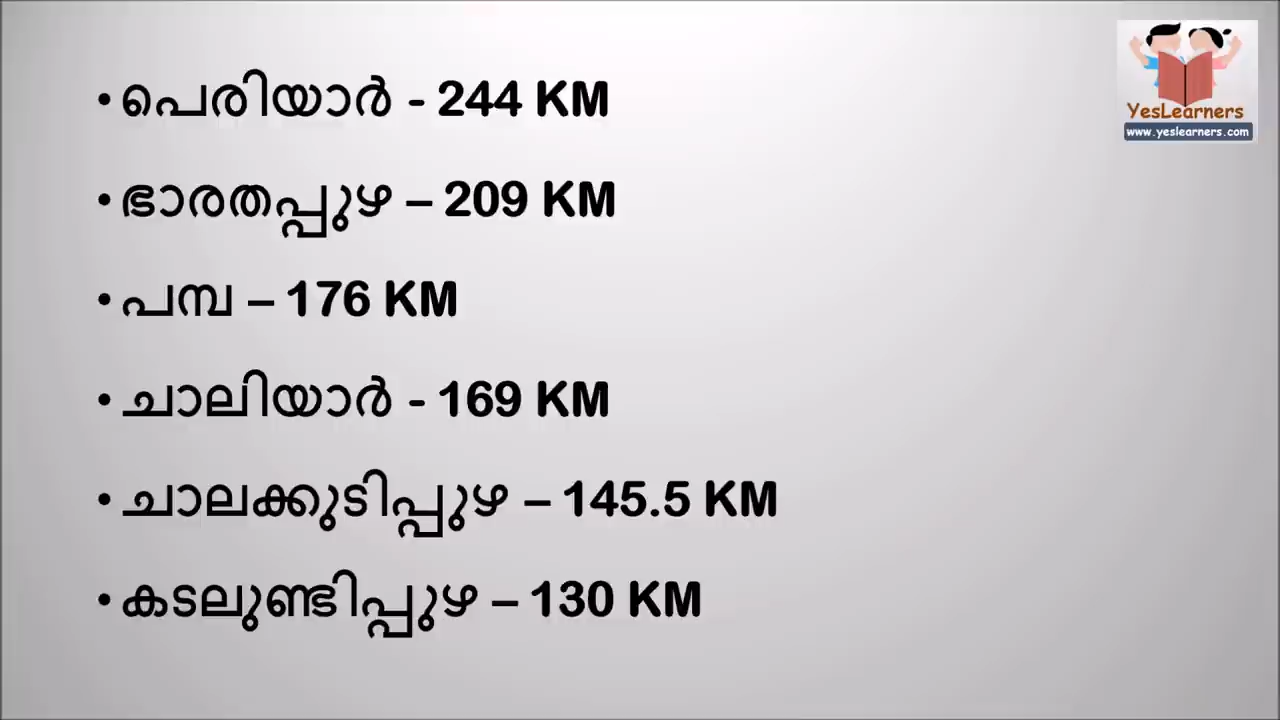 • പെരിയാർ - 244 KM
• ഭാരതപ്പുഴ – 209 KM
• പമ്പ – 176 KM
• ചാലിയാർ - 169 KM
• ചാലക്കുടിപ്പുഴ – 145.5 KM
• കടലുണ്ടിപ്പുഴ – 130 KM
YesLearners
www.yeslearners.com